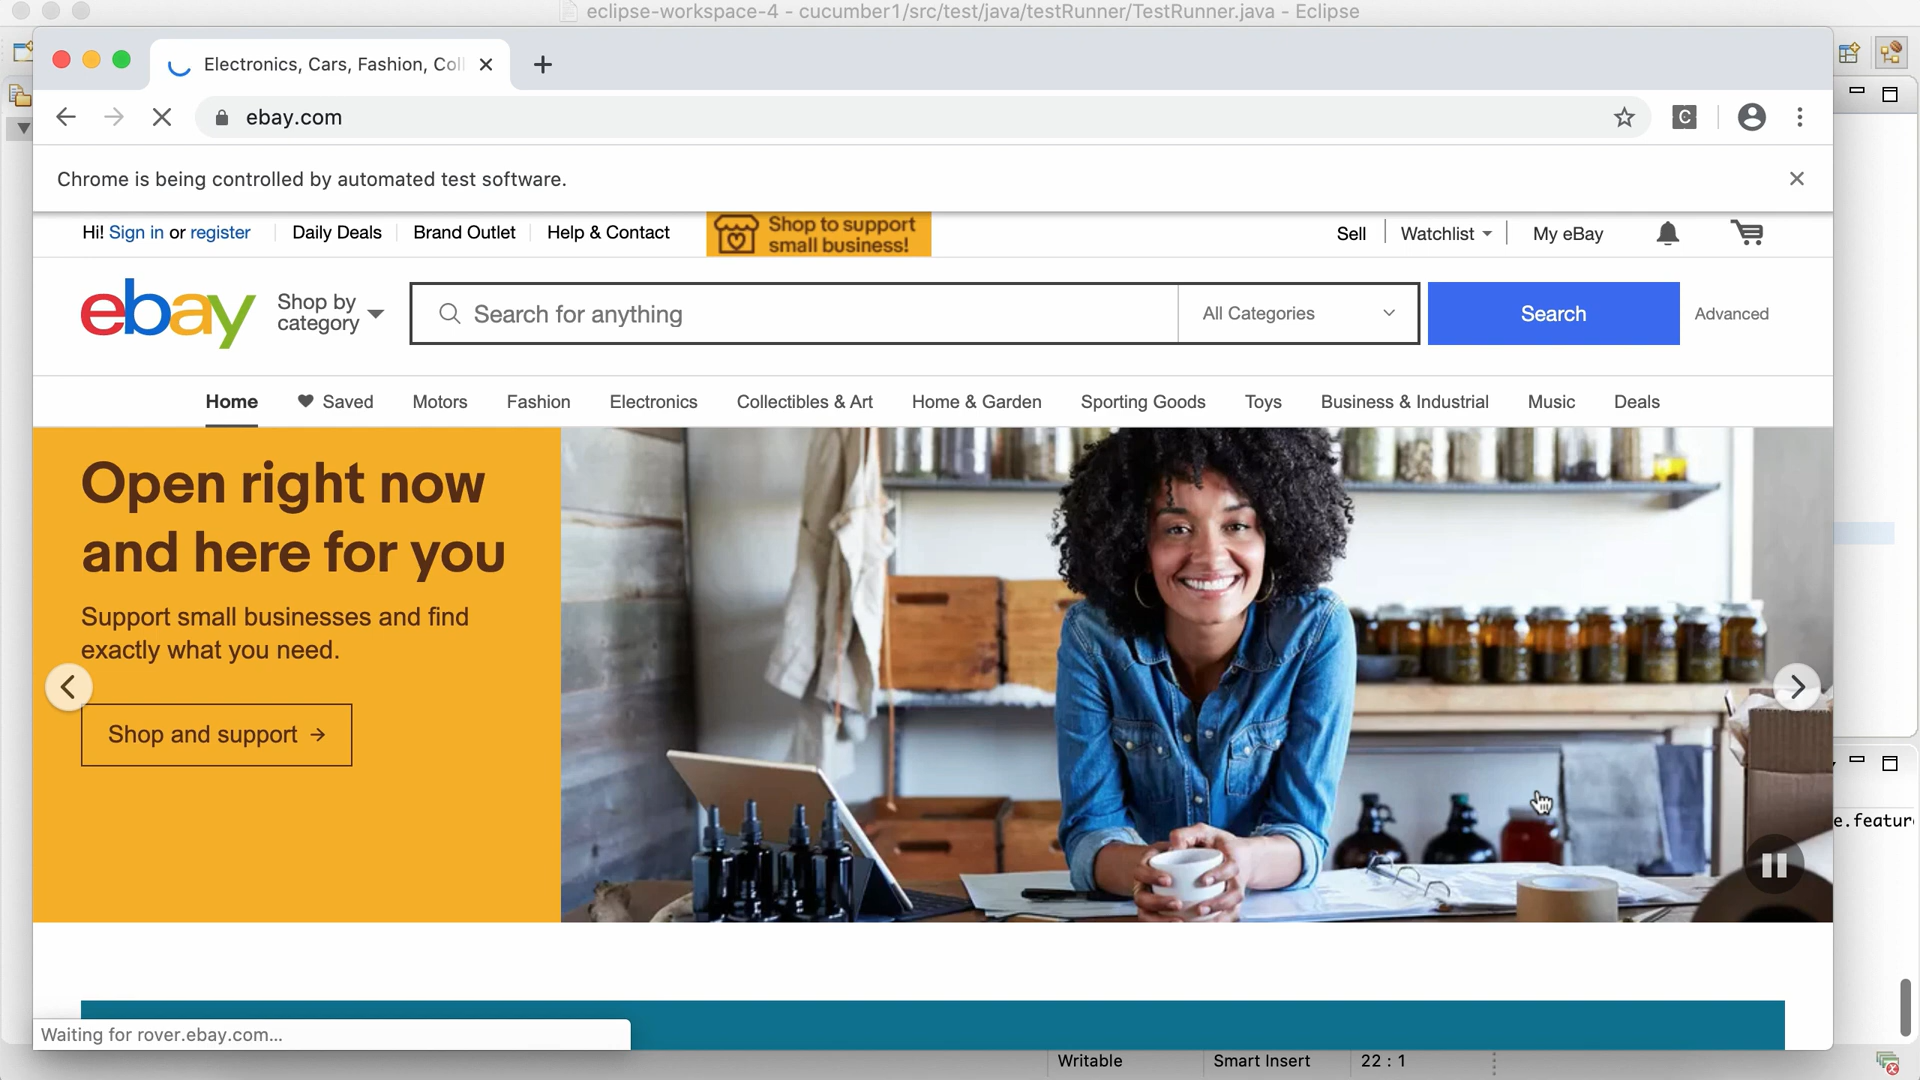 eclipse-workspace-4 - cucumber1/src/test/java/testRunner/TestRunner.java - Eclipse
Electronics, Cars, Fashion, Coll
ebay.com
C
Chrome is being controlled by automated test software.
Hi! Sign in or register
Daily Deals
Brand Outlet
Help & Contact
Shop to support
small business!
Sell
Watchlist
My eBay
ebay
Shop by
category
Search for anything
All Categories
Search
Advanced
Home
Saved
Motors
Fashion
Electronics
Collectibles & Art
Home & Garden
Sporting Goods
Toys
Business & Industrial
Music
Deals
Open right now
and here for you
Support small businesses and find
exactly what you need.
Shop and support →
e.featur
Waiting for rover.ebay.com...
Writable
Smart Insert
22 : 1